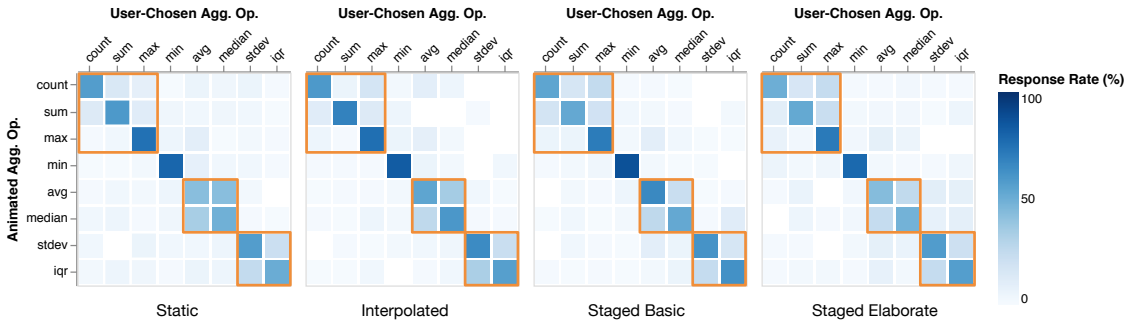 User-Chosen Agg. Op. User-Chosen Agg. Op. User-Chosen Agg. Op. User-Chosen Agg. Op.
count sum max min avg median stdev iqr count sum max min avg median stdev iqr count sum max min avg median stdev iqr count sum max min avg median stdev iqr
Response Rate (%)
100
50
0
Animated Agg. Op.
count
sum
max
min
avg
median
stdev
iqr
Static Interpolated Staged Basic Staged Elaborate